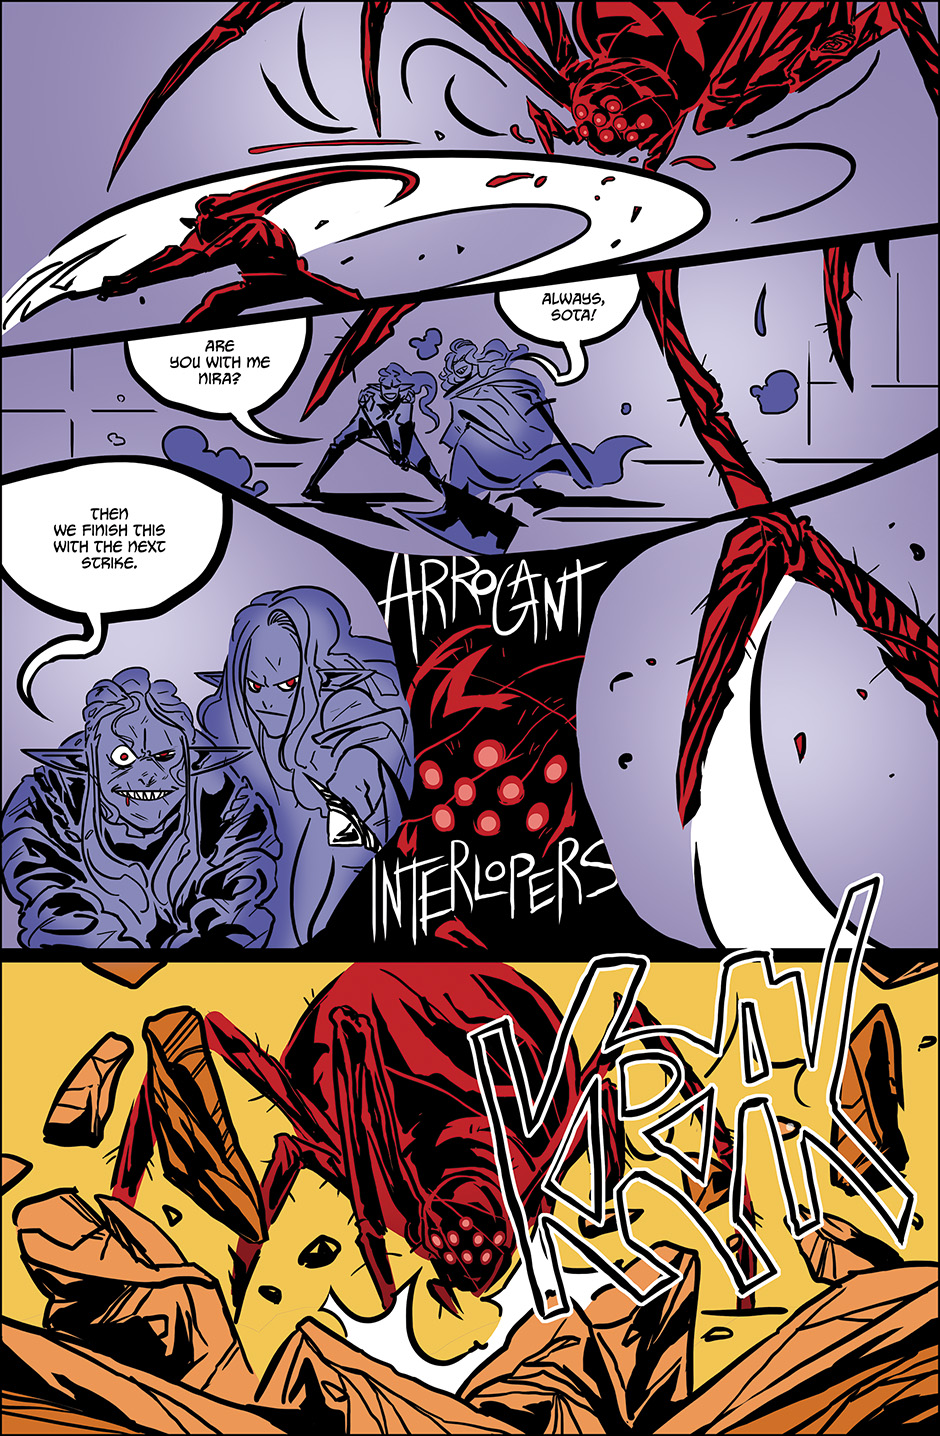 ARE
YOU WITH ME
NIRA?
ALWAYS,
SOTA!
THEN
WE FINISH THIS
WITH THE NEXT
STRIKE.
ARROGANT
INTERLOPERS